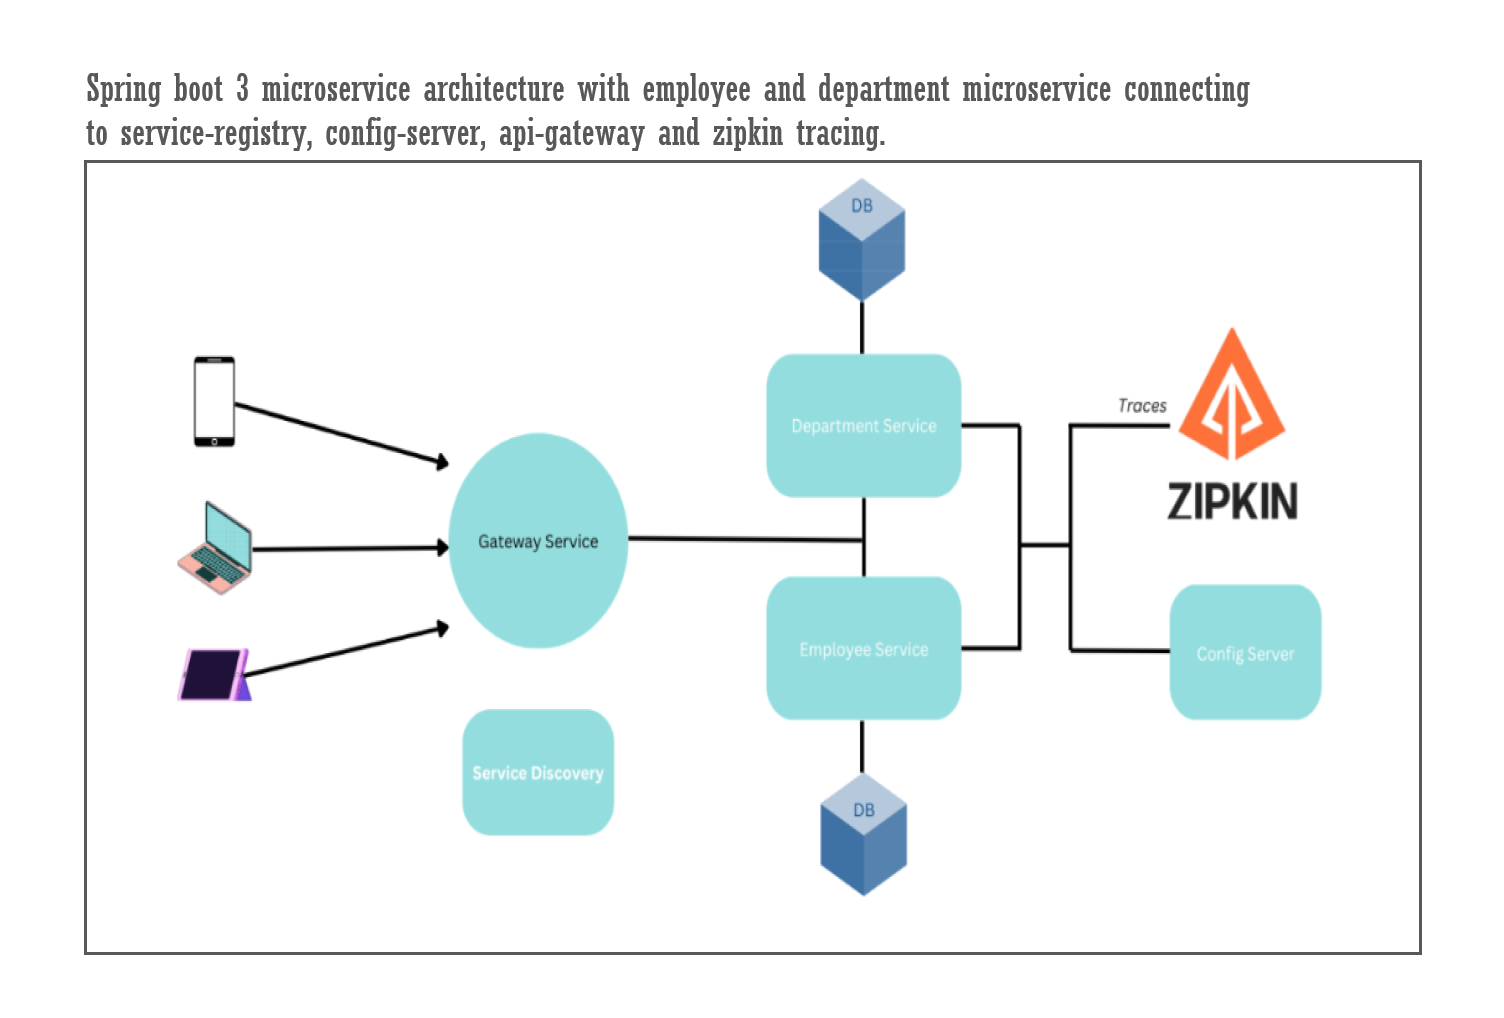 Spring boot 3 microservice architecture with employee and department microservice connecting
to service-registry, config-server, api-gateway and zipkin tracing.
DB
Department Service
Traces
ZIPKIN
Gateway Service
Employee Service
Config Server
Service Discovery
DB